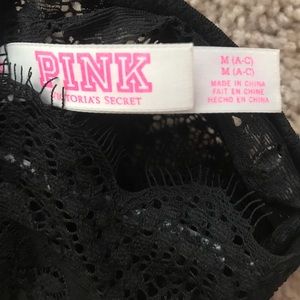 PINK
VICTORIA'S SECRET
M (A-C)
M (A-C)
MADE IN CHINA
FAIT EN CHINE
HECHO EN CHINA